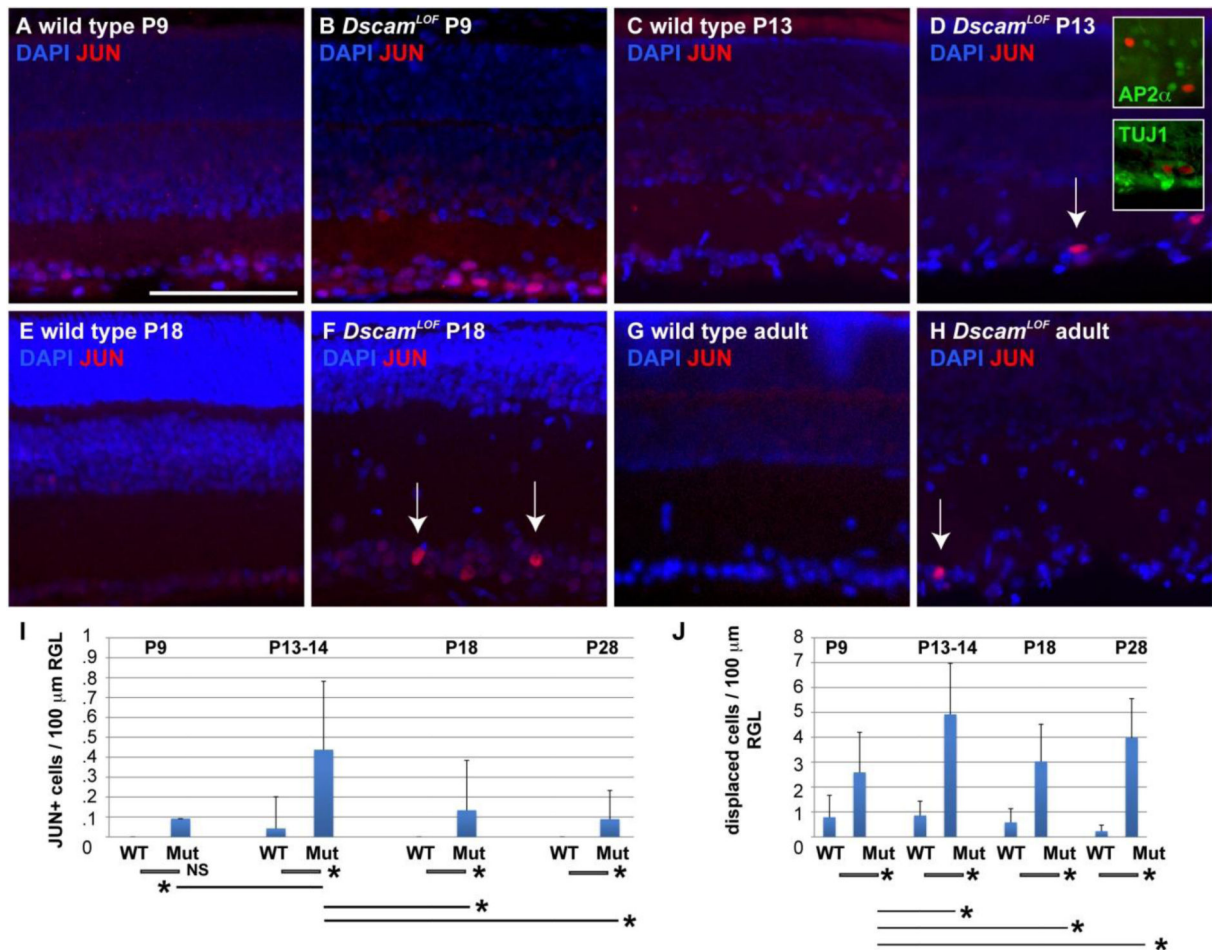 A wild type P9
DAPI JUN
B Dscam^LOF P9
DAPI JUN
C wild type P13
DAPI JUN
D Dscam^LOF P13
DAPI JUN
AP2α
TUJ1
E wild type P18
DAPI JUN
F Dscam^LOF P18
DAPI JUN
G wild type adult
DAPI JUN
H Dscam^LOF adult
DAPI JUN
I
JUN+ cells / 100 μm RGL
1
.9
.8
.7
.6
.5
.4
.3
.2
.1
0
P9 P13-14 P18 P28
WT Mut WT Mut WT Mut WT Mut
NS * * *
*
*
*
J
displaced cells / 100 μm
RGL
8
7
6
5
4
3
2
1
0
P9 P13-14 P18 P28
WT Mut WT Mut WT Mut WT Mut
* * * *
*
*
*